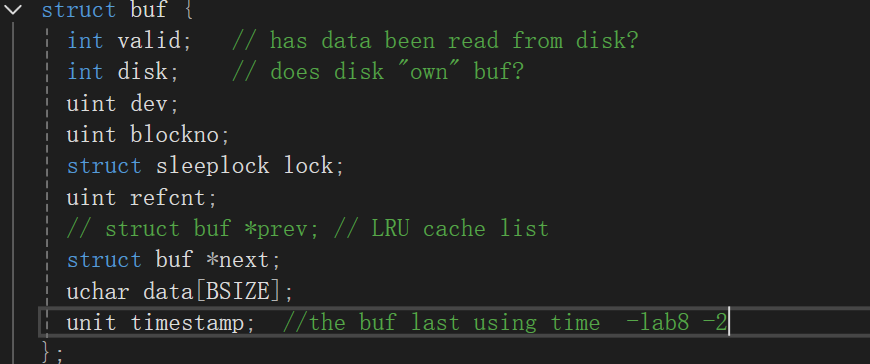 struct buf {
int valid;   // has data been read from disk?
int disk;    // does disk "own" buf?
uint dev;
uint blockno;
struct sleeplock lock;
uint refcnt;
// struct buf *prev; // LRU cache list
struct buf *next;
uchar data[BSIZE];
unit timestamp;  //the buf last using time  -lab8 -2
};